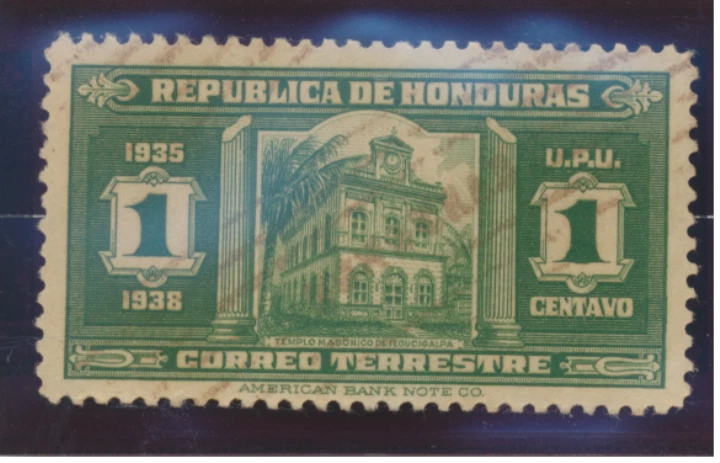 REPUBLICA DE HONDURAS
1935
U.P.U.
1
1
1938
CENTAVO
TEMPLO MASONICO DE TEGUCIGALPA
CORREO TERRESTRE
AMERICAN BANK NOTE CO.